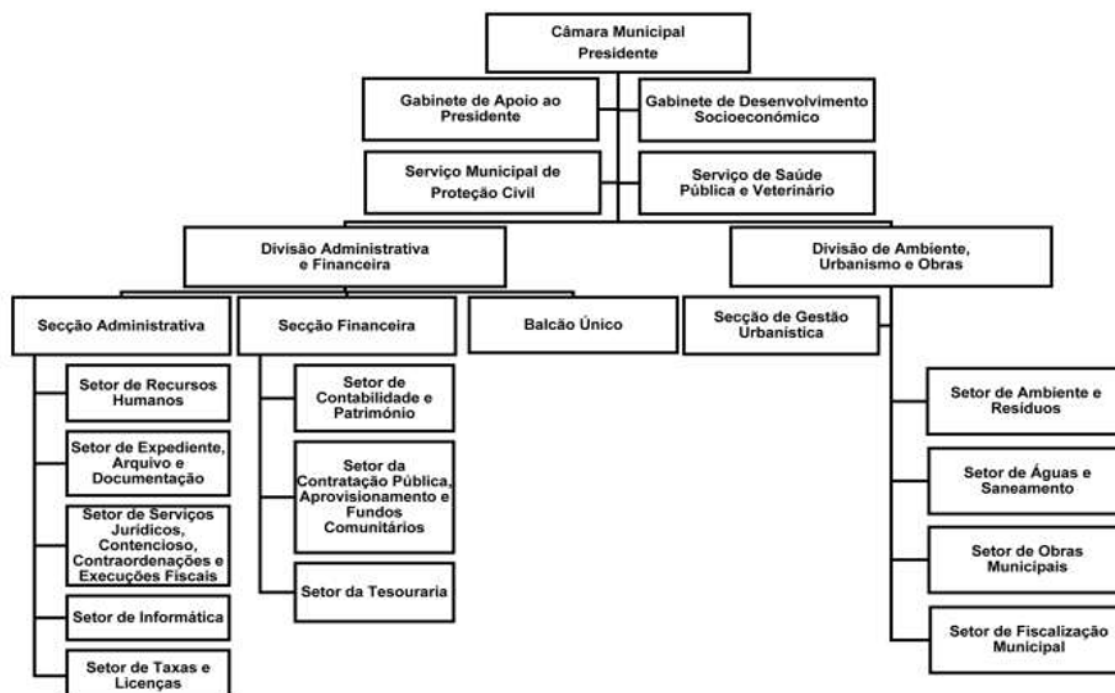 Câmara Municipal
Presidente
Gabinete de Apoio ao
Presidente
Gabinete de Desenvolvimento
Socioeconómico
Serviço Municipal de
Proteção Civil
Serviço de Saúde
Pública e Veterinário
Divisão Administrativa
e Financeira
Divisão de Ambiente,
Urbanismo e Obras
Secção Administrativa
Secção Financeira
Balcão Único
Secção de Gestão
Urbanística
Setor de Recursos
Humanos
Setor de Expediente,
Arquivo e
Documentação
Setor de Serviços
Jurídicos,
Contencioso,
Contraordenações e
Execuções Fiscais
Setor de Informática
Setor de Taxas e
Licenças
Setor de
Contabilidade e
Património
Setor da
Contratação Pública,
Aprovisionamento e
Fundos
Comunitários
Setor da Tesouraria
Setor de Ambiente e
Resíduos
Setor de Águas e
Saneamento
Setor de Obras
Municipais
Setor de Fiscalização
Municipal